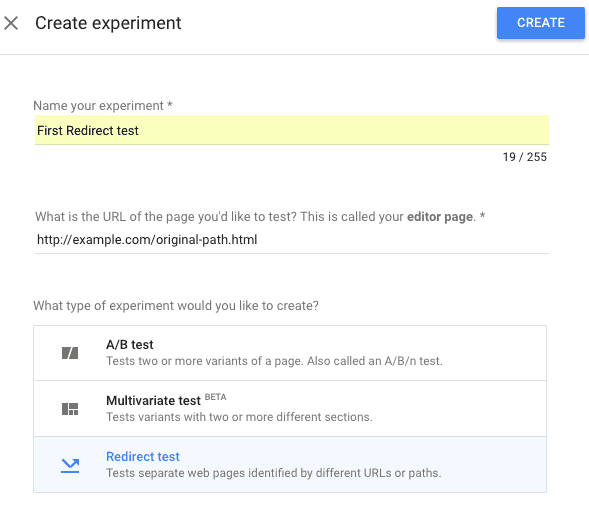 Create experiment
CREATE
Name your experiment *
First Redirect test
19 / 255
What is the URL of the page you'd like to test? This is called your editor page. *
http://example.com/original-path.html
What type of experiment would you like to create?
A/B test
Tests two or more variants of a page. Also called an A/B/n test.
Multivariate test BETA
Tests variants with two or more different sections.
Redirect test
Tests separate web pages identified by different URLs or paths.